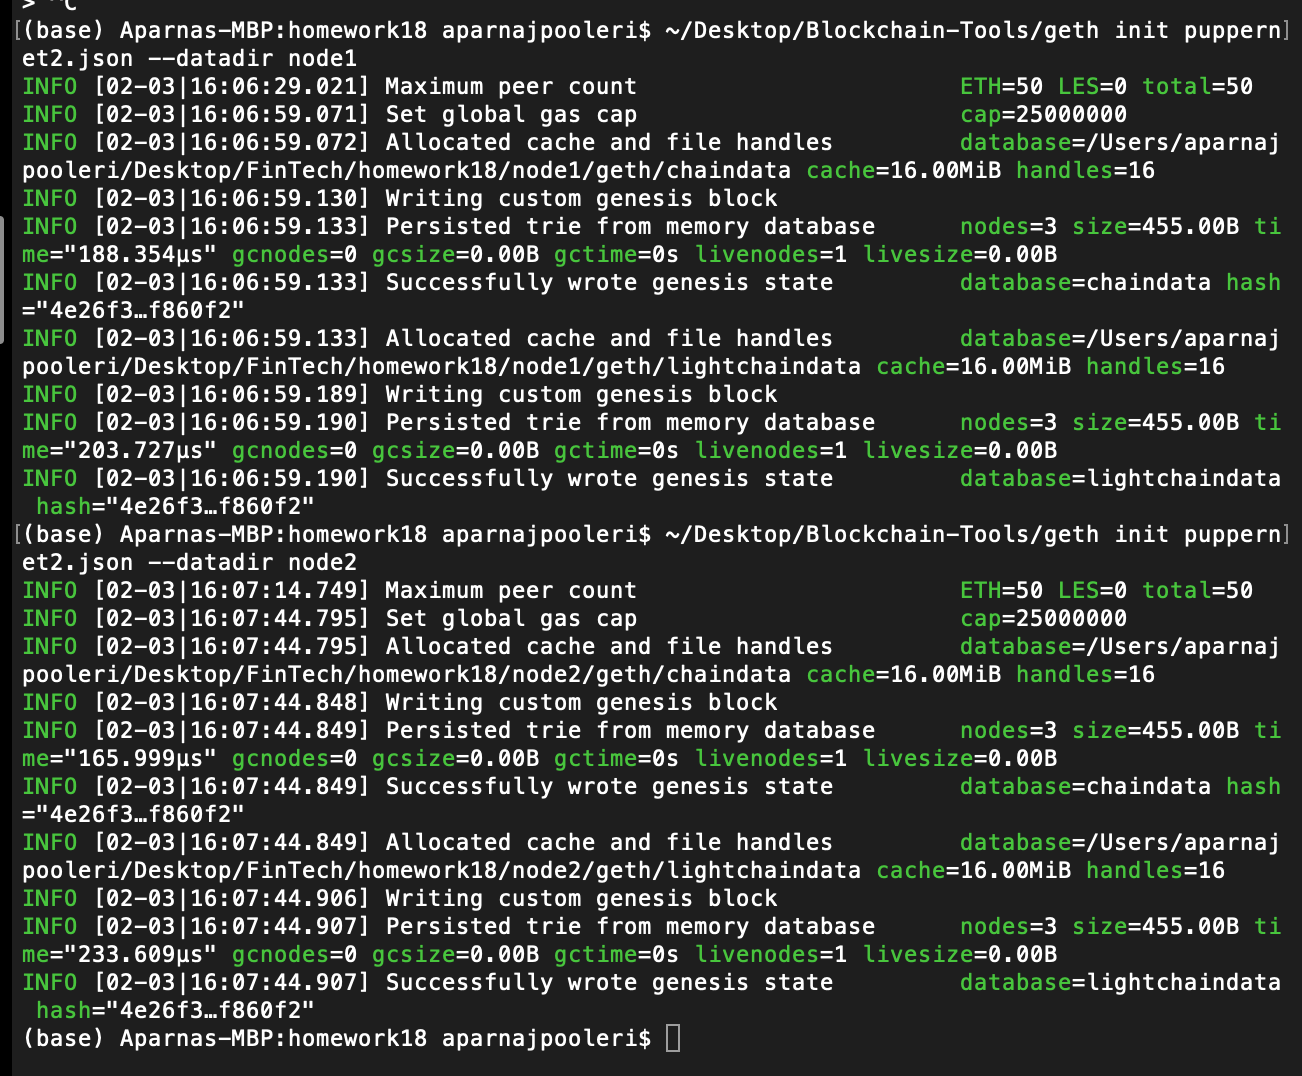 > ^C
[(base) Aparnas-MBP:homework18 aparnajpooleri$ ~/Desktop/Blockchain-Tools/geth init puppern]
et2.json --datadir node1
INFO [02-03|16:06:29.021] Maximum peer count                       ETH=50 LES=0 total=50
INFO [02-03|16:06:59.071] Set global gas cap                       cap=25000000
INFO [02-03|16:06:59.072] Allocated cache and file handles         database=/Users/aparnaj
pooleri/Desktop/FinTech/homework18/node1/geth/chaindata cache=16.00MiB handles=16
INFO [02-03|16:06:59.130] Writing custom genesis block
INFO [02-03|16:06:59.133] Persisted trie from memory database      nodes=3 size=455.00B ti
me="188.354µs" gcnodes=0 gcsize=0.00B gctime=0s livenodes=1 livesize=0.00B
INFO [02-03|16:06:59.133] Successfully wrote genesis state         database=chaindata hash
="4e26f3…f860f2"
INFO [02-03|16:06:59.133] Allocated cache and file handles         database=/Users/aparnaj
pooleri/Desktop/FinTech/homework18/node1/geth/lightchaindata cache=16.00MiB handles=16
INFO [02-03|16:06:59.189] Writing custom genesis block
INFO [02-03|16:06:59.190] Persisted trie from memory database      nodes=3 size=455.00B ti
me="203.727µs" gcnodes=0 gcsize=0.00B gctime=0s livenodes=1 livesize=0.00B
INFO [02-03|16:06:59.190] Successfully wrote genesis state         database=lightchaindata
 hash="4e26f3…f860f2"
[(base) Aparnas-MBP:homework18 aparnajpooleri$ ~/Desktop/Blockchain-Tools/geth init puppern]
et2.json --datadir node2
INFO [02-03|16:07:14.749] Maximum peer count                       ETH=50 LES=0 total=50
INFO [02-03|16:07:44.795] Set global gas cap                       cap=25000000
INFO [02-03|16:07:44.795] Allocated cache and file handles         database=/Users/aparnaj
pooleri/Desktop/FinTech/homework18/node2/geth/chaindata cache=16.00MiB handles=16
INFO [02-03|16:07:44.848] Writing custom genesis block
INFO [02-03|16:07:44.849] Persisted trie from memory database      nodes=3 size=455.00B ti
me="165.999µs" gcnodes=0 gcsize=0.00B gctime=0s livenodes=1 livesize=0.00B
INFO [02-03|16:07:44.849] Successfully wrote genesis state         database=chaindata hash
="4e26f3…f860f2"
INFO [02-03|16:07:44.849] Allocated cache and file handles         database=/Users/aparnaj
pooleri/Desktop/FinTech/homework18/node2/geth/lightchaindata cache=16.00MiB handles=16
INFO [02-03|16:07:44.906] Writing custom genesis block
INFO [02-03|16:07:44.907] Persisted trie from memory database      nodes=3 size=455.00B ti
me="233.609µs" gcnodes=0 gcsize=0.00B gctime=0s livenodes=1 livesize=0.00B
INFO [02-03|16:07:44.907] Successfully wrote genesis state         database=lightchaindata
 hash="4e26f3…f860f2"
(base) Aparnas-MBP:homework18 aparnajpooleri$